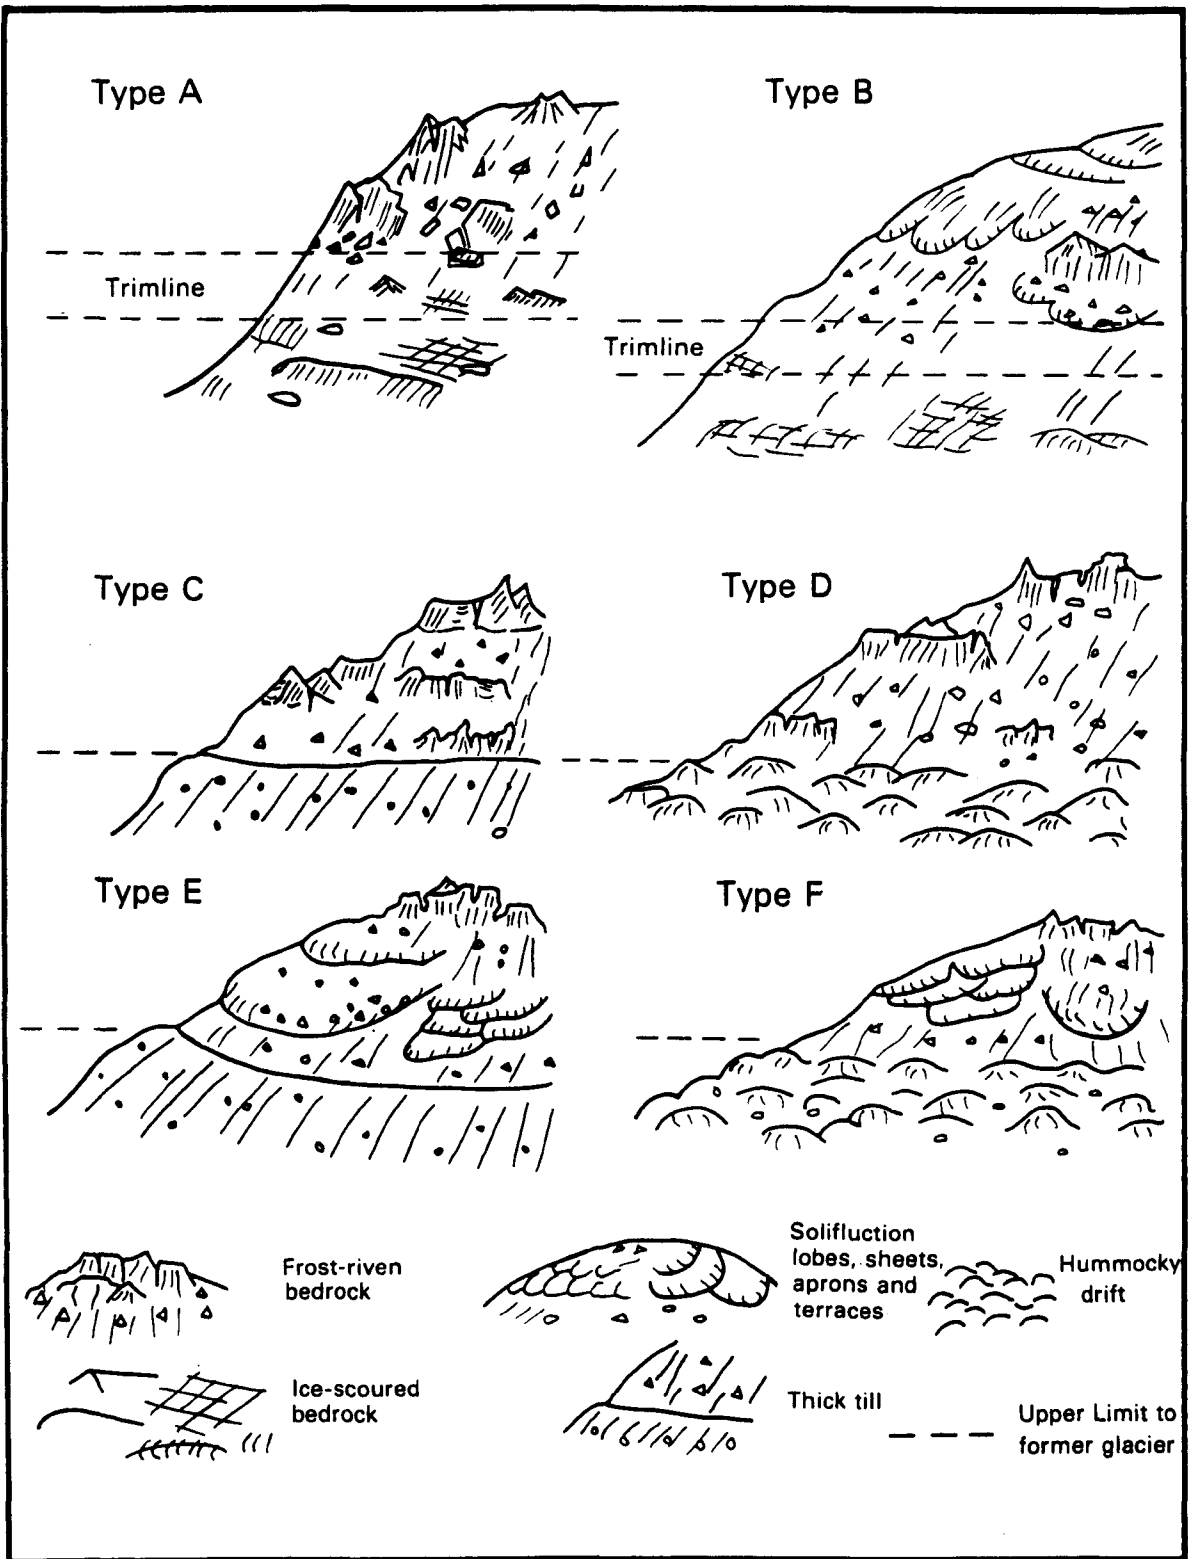 Type A
Type B
Trimline
Trimline
Type C
Type D
Type E
Type F
Frost-riven
bedrock
Solifluction
lobes, sheets,
aprons and
terraces
Hummocky
drift
Ice-scoured
bedrock
Thick till
Upper Limit to
former glacier